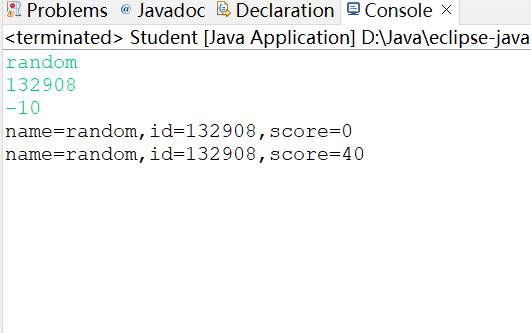 Problems @ Javadoc Declaration Console
<terminated> Student [Java Application] D:\Java\eclipse-java
random
132908
-10
name=random,id=132908,score=0
name=random,id=132908,score=40